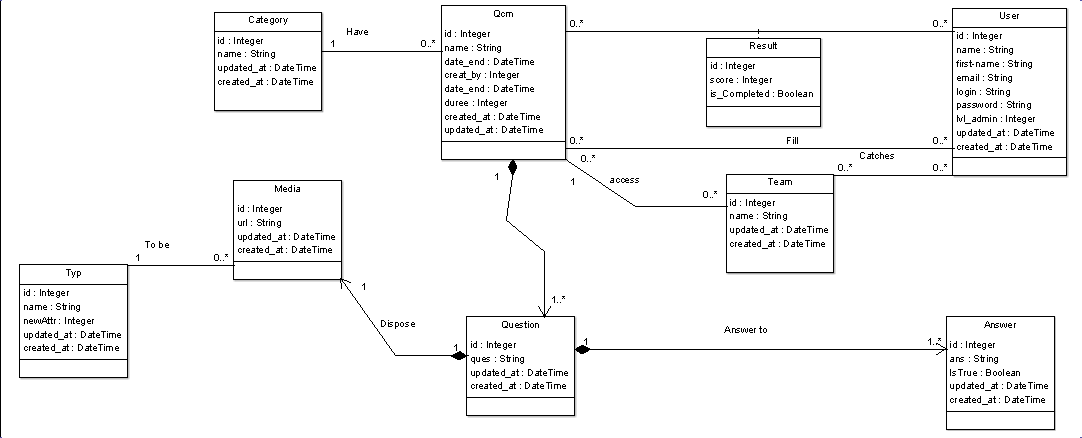 Category
id : Integer
name : String
updated_at : DateTime
created_at : DateTime
Have
1
0..*
Qcm
id : Integer
name : String
date_end : DateTime
creat_by : Integer
date_end : DateTime
duree : Integer
created_at : DateTime
updated_at : DateTime
0..*
0..*
Result
id : Integer
score : Integer
is_Completed : Boolean
User
id : Integer
name : String
first-name : String
email : String
login : String
password : String
lvl_admin : Integer
updated_at : DateTime
created_at : DateTime
0..*
Fill
0..*
0..*
Catches
0..*
0..*
1
access
0..*
Team
id : Integer
name : String
updated_at : DateTime
created_at : DateTime
1
1..*
Media
id : Integer
url : String
updated_at : DateTime
created_at : DateTime
To be
1
0..*
Typ
id : Integer
name : String
newAttr : Integer
updated_at : DateTime
created_at : DateTime
1
Dispose
1
Question
id : Integer
ques : String
updated_at : DateTime
created_at : DateTime
1
Answer to
1..*
Answer
id : Integer
ans : String
IsTrue : Boolean
updated_at : DateTime
created_at : DateTime